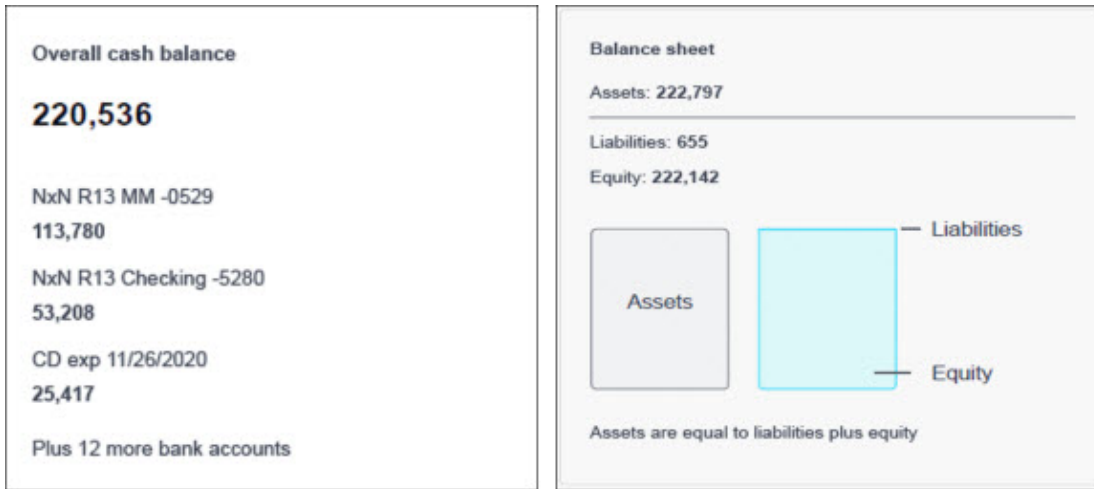 Overall cash balance
220,536
NxN R13 MM -0529
113,780
NxN R13 Checking -5280
53,208
CD exp 11/26/2020
25,417
Plus 12 more bank accounts
Balance sheet
Assets: 222,797
Liabilities: 655
Equity: 222,142
Liabilities
Assets
Equity
Assets are equal to liabilities plus equity